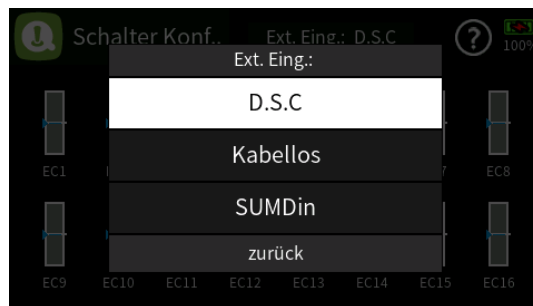 Schalter Konf.. Ext. Eing.: D.S.C ? 100%
Ext. Eing.:
D.S.C
Kabellos
SUMDin
zurück
EC1 EC8
EC9 EC10 EC11 EC12 EC13 EC14 EC15 EC16